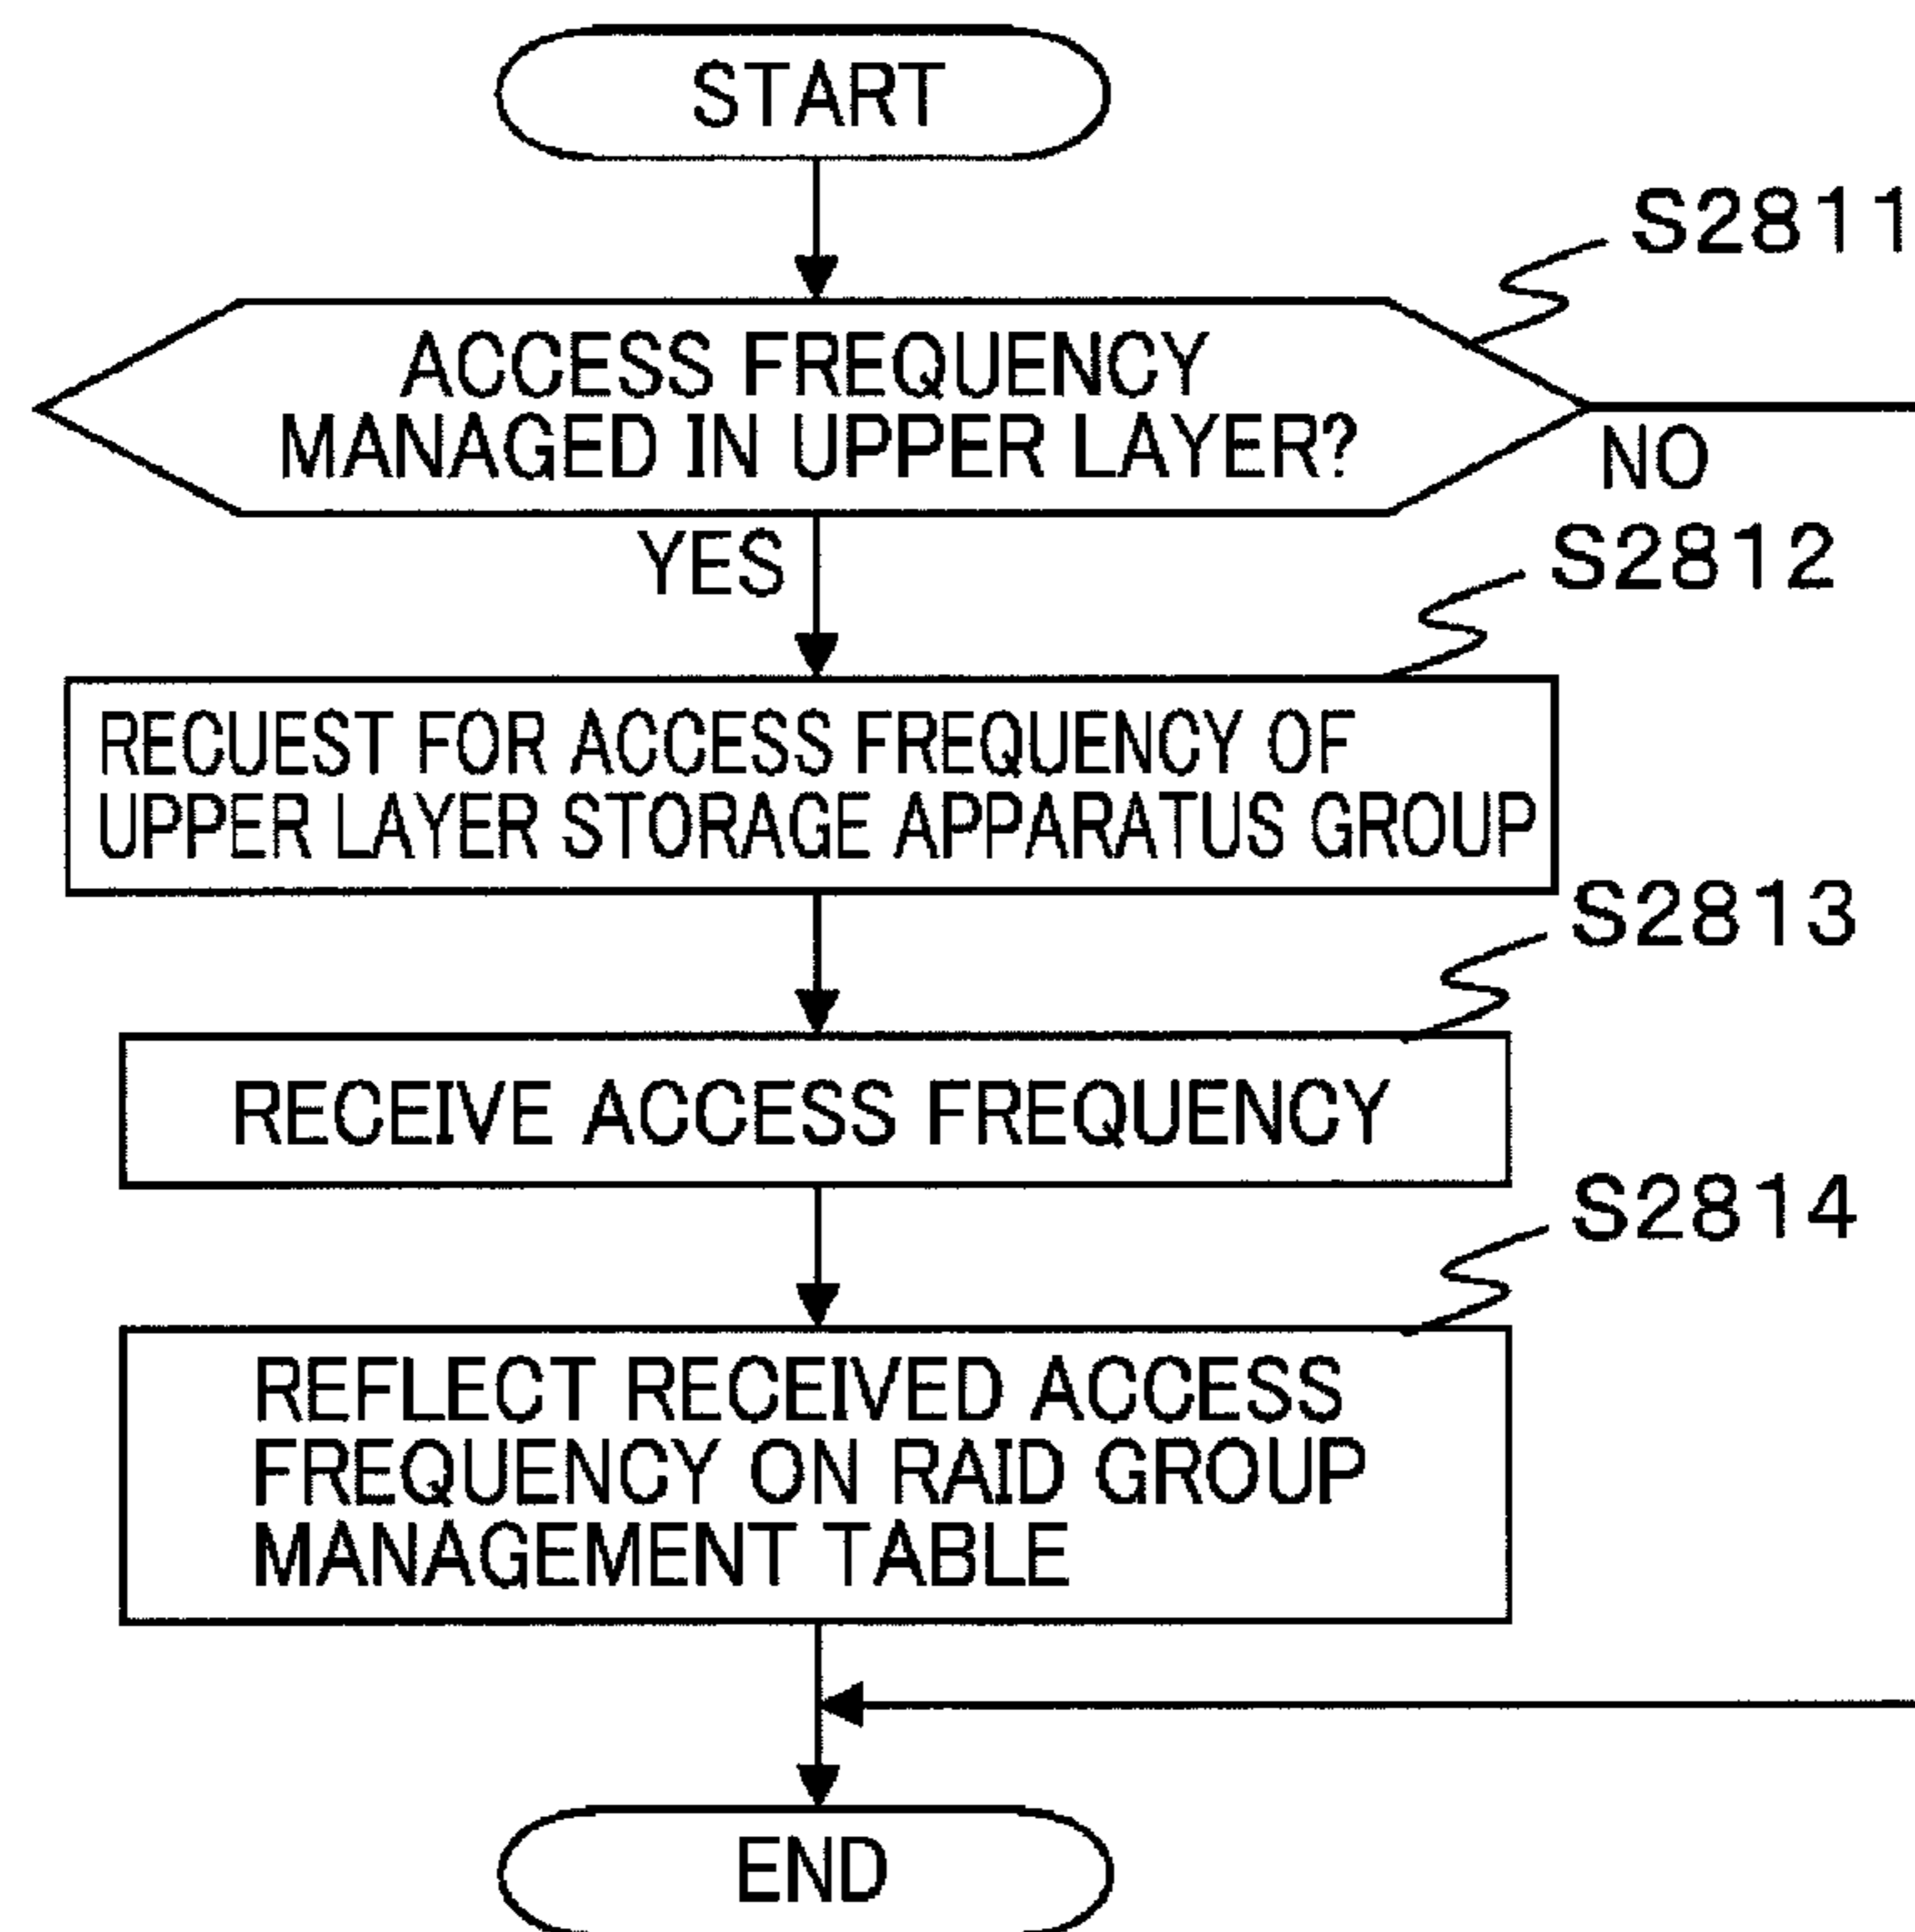 START
S2811
ACCESS FREQUENCY
MANAGED IN UPPER LAYER?
NO
YES
S2812
RECUEST FOR ACCESS FREQUENCY OF
UPPER LAYER STORAGE APPARATUS GROUP
S2813
RECEIVE ACCESS FREQUENCY
S2814
REFLECT RECEIVED ACCESS
FREQUENCY ON RAID GROUP
MANAGEMENT TABLE
END